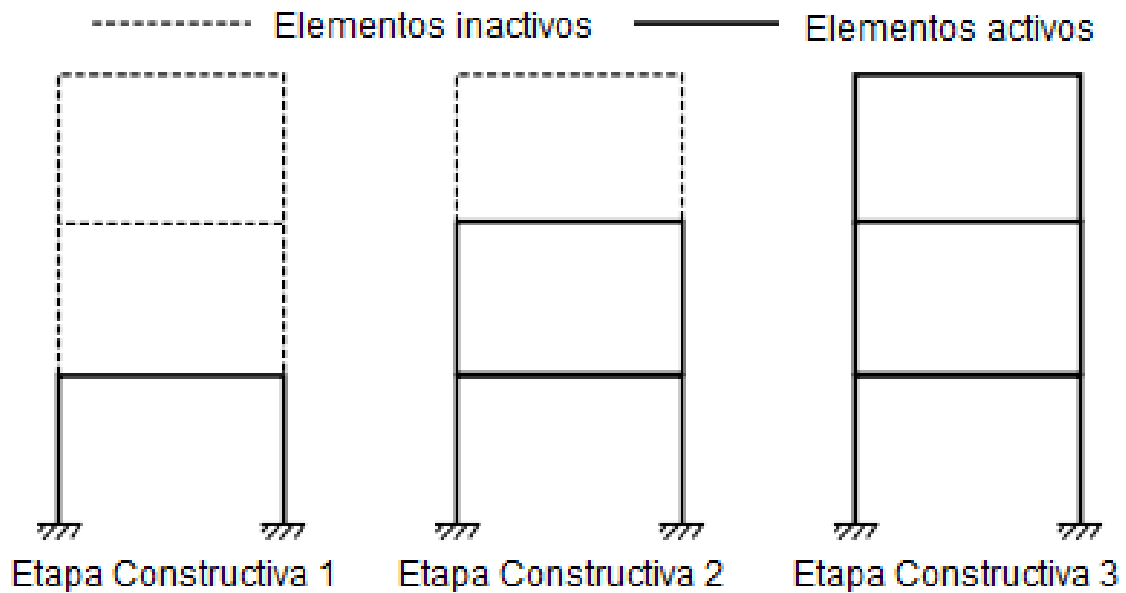 Elementos inactivos
Elementos activos
Etapa Constructiva 1
Etapa Constructiva 2
Etapa Constructiva 3